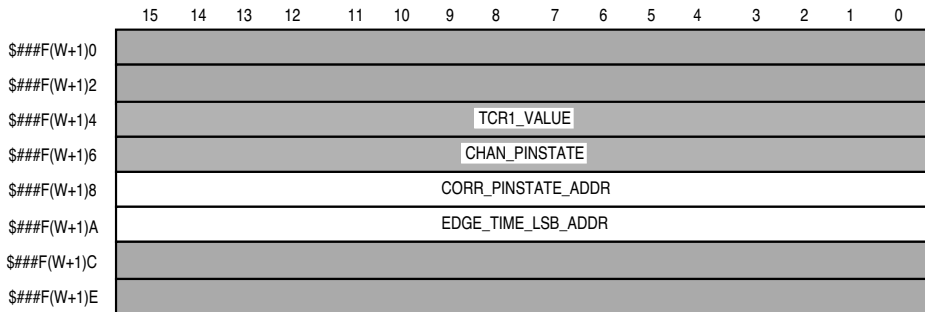 15 14 13 12 11 10 9 8 7 6 5 4 3 2 1 0
$###F(W+1)0
$###F(W+1)2
$###F(W+1)4 TCR1_VALUE
$###F(W+1)6 CHAN_PINSTATE
$###F(W+1)8 CORR_PINSTATE_ADDR
$###F(W+1)A EDGE_TIME_LSB_ADDR
$###F(W+1)C
$###F(W+1)E